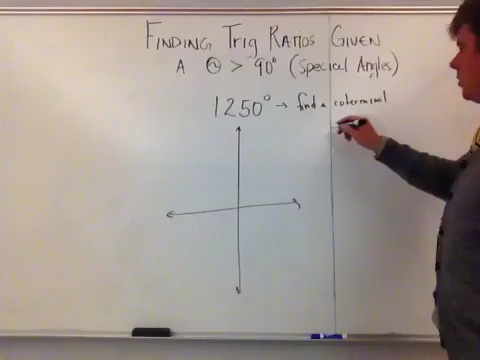 FINDING TRIG RATIOS GIVEN
A Θ > 90° (Special Angles)
1250° → find a coterminal